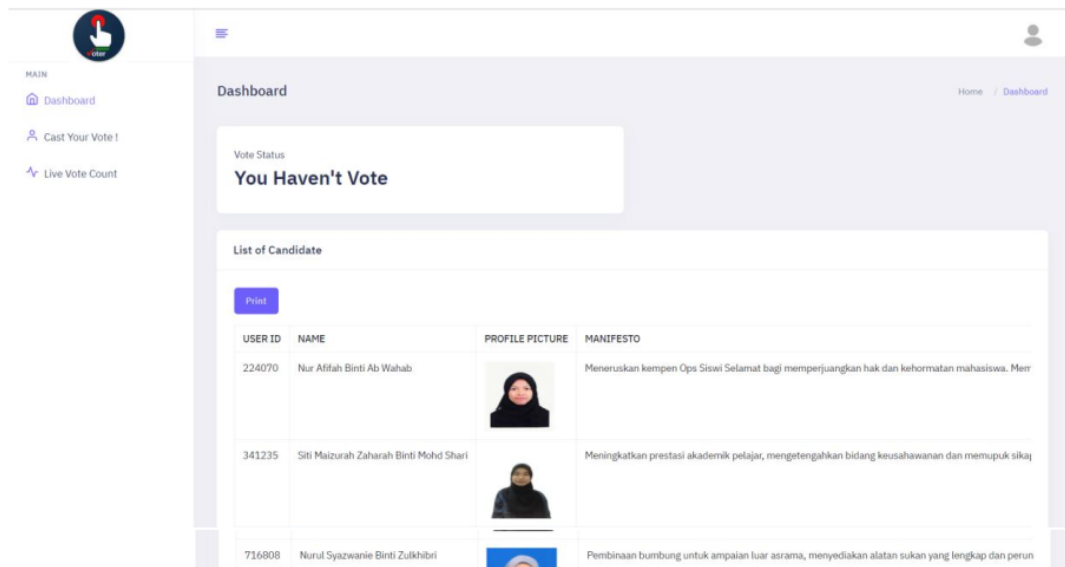 voter
MAIN
Dashboard
Cast Your Vote !
Live Vote Count
Dashboard
Home / Dashboard
Vote Status
You Haven't Vote
List of Candidate
Print
USER ID NAME PROFILE PICTURE MANIFESTO
224070 Nur Afifah Binti Ab Wahab Meneruskan kempen Ops Siswi Selamat bagi memperjuangkan hak dan kehormatan mahasiswa. Mem
341235 Siti Maizurah Zaharah Binti Mohd Shari Meningkatkan prestasi akademik pelajar, mengetengahkan bidang keusahawanan dan memupuk sikap
716808 Nurul Syazwanie Binti Zulkhibri Pembinaan bumbung untuk ampaian luar asrama, menyediakan alatan sukan yang lengkap dan perun